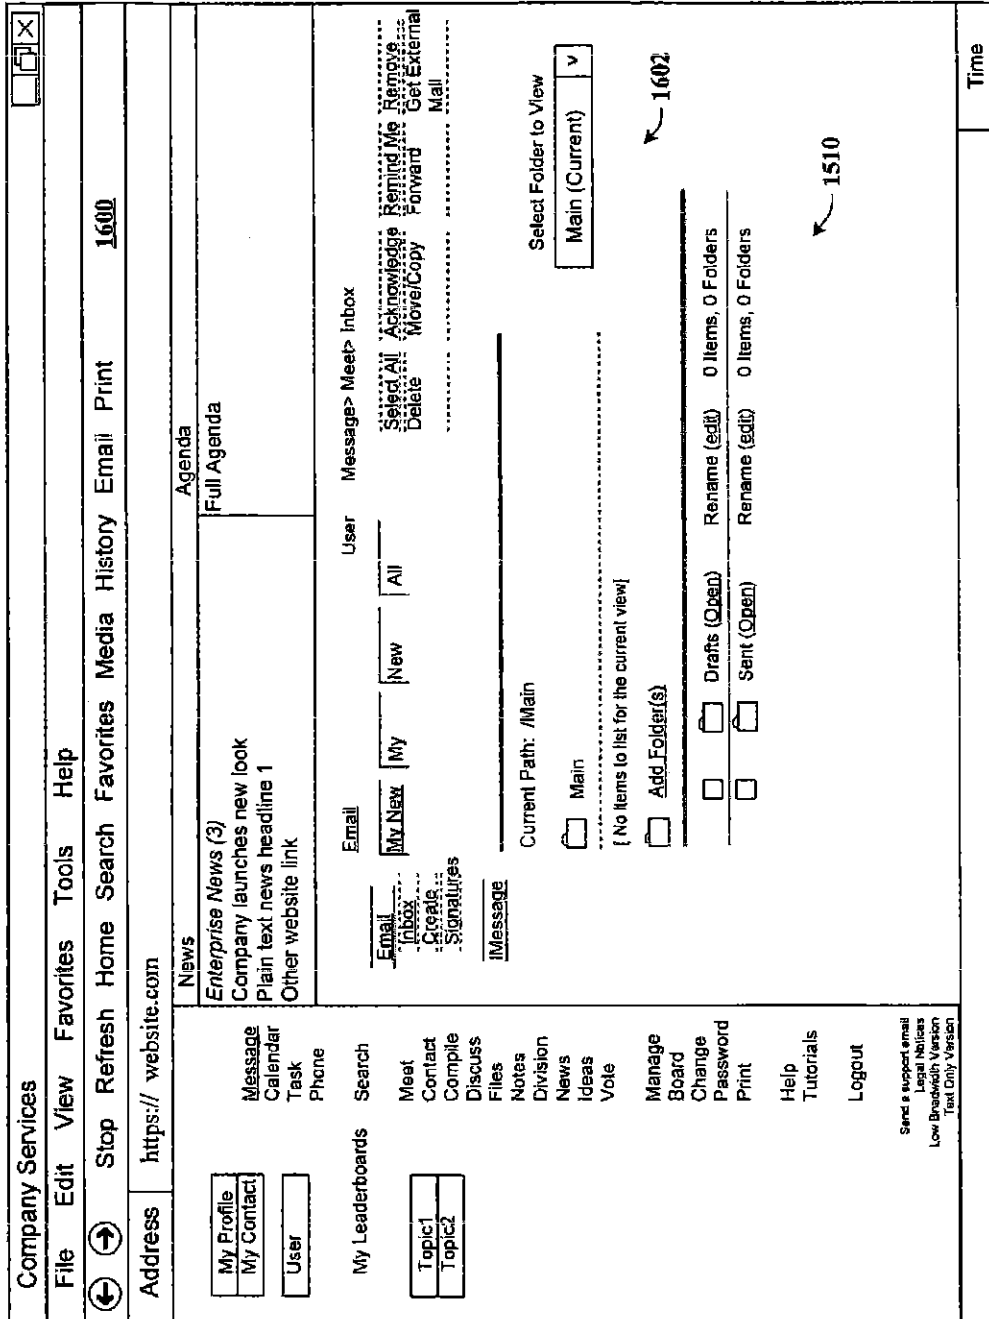 Company Services
File Edit View Favorites Tools Help
Stop Refresh Home Search Favorites Media History Email Print 1600
Address https:// website.com
News Agenda
Enterprise News (3) Full Agenda
Company launches new look
Plain text news headline 1
Other website link
My Profile
My Contact
User
My Leaderboards
Topic1
Topic2
Message
Calendar
Task
Phone
Search
Meet
Contact
Compile
Discuss
Files
Notes
Division
News
Ideas
Vote
Manage
Board
Change
Password
Print
Help
Tutorials
Logout
Send a support email
Legal Notices
Low Bradwidth Version
Text Only Version
Email
Inbox
Create
Signatures
IMessage
Email User Message> Meet> Inbox
My New My New All
Select All Acknowledge Remind Me Remove
Delete Move/Copy Forward Get External
Mail
Current Path: /Main
Select Folder to View
Main Main (Current) v
[ No items to list for the current view]
Add Folder(s) 1602
Drafts (Open) Rename (edit) 0 Items, 0 Folders
Sent (Open) Rename (edit) 0 Items, 0 Folders
1510
Time